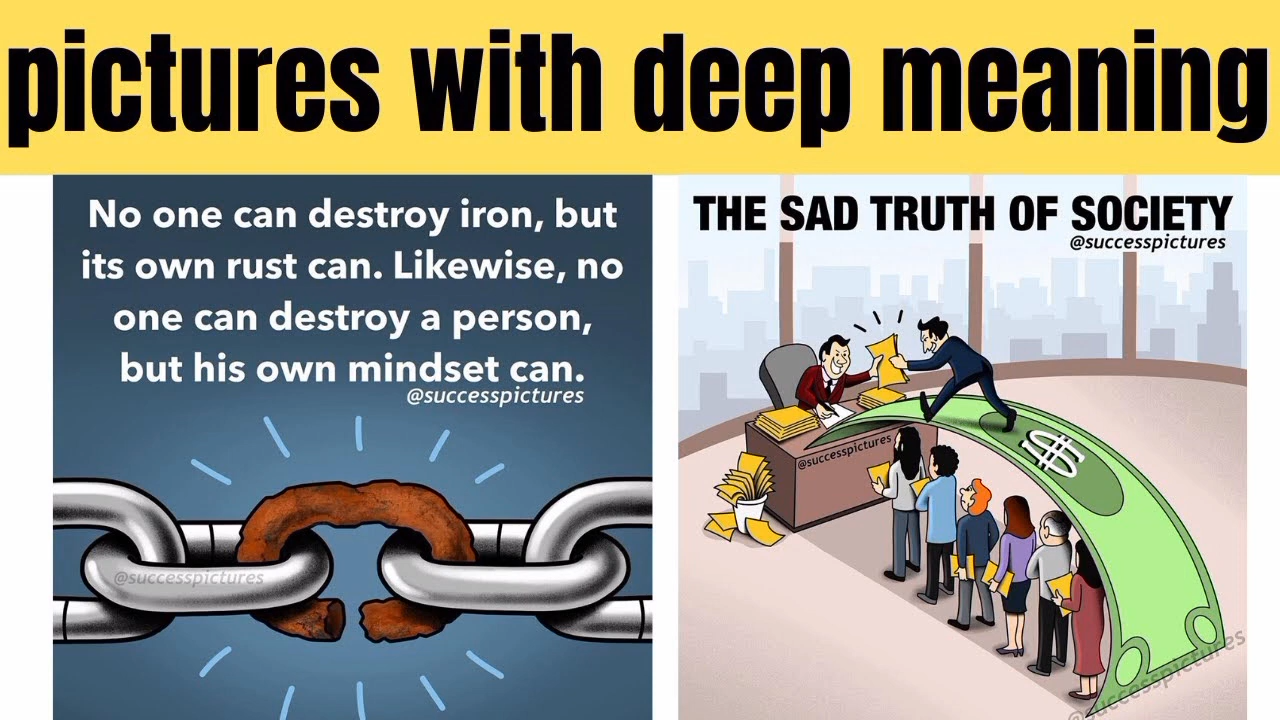 pictures with deep meaning
No one can destroy iron, but
its own rust can. Likewise, no
one can destroy a person,
but his own mindset can.
@successpictures
@successpictures
THE SAD TRUTH OF SOCIETY
@successpictures
@successpictures
$
@successpictures